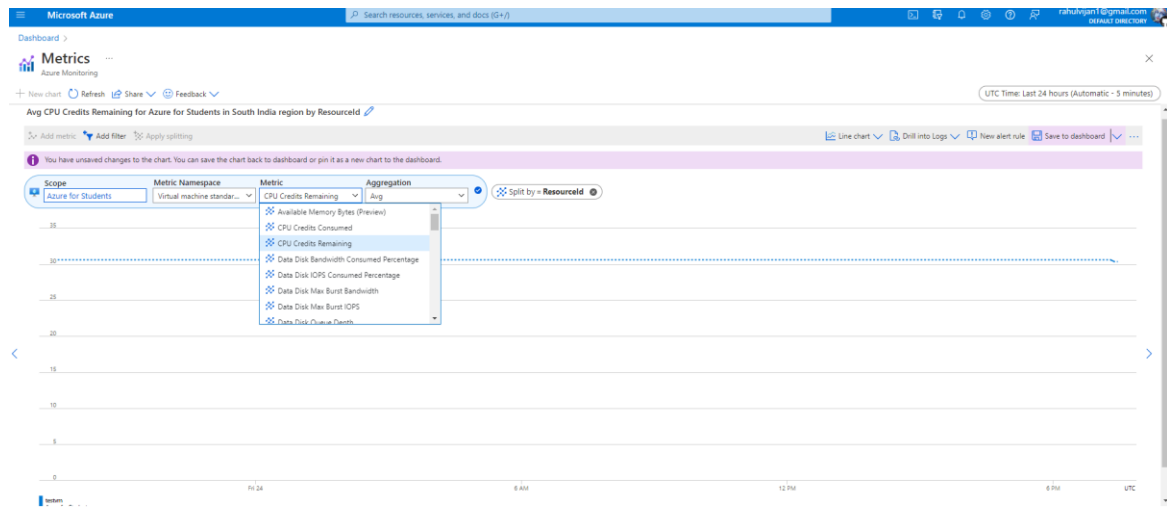 Microsoft Azure
Search resources, services, and docs (G+/)
rahulvijan1@gmail.com
DEFAULT DIRECTORY
Dashboard >
Metrics ...
Azure Monitoring
+ New chart Refresh Share Feedback
UTC Time: Last 24 hours (Automatic - 5 minutes)
Avg CPU Credits Remaining for Azure for Students in South India region by ResourceId
Add metric Add filter Apply splitting
Line chart Drill into Logs New alert rule Save to dashboard ...
You have unsaved changes to the chart. You can save the chart back to dashboard or pin it as a new chart to the dashboard.
Scope Metric Namespace Metric Aggregation
Azure for Students Virtual machine standar... CPU Credits Remaining Avg
Split by = ResourceId
Available Memory Bytes (Preview)
CPU Credits Consumed
CPU Credits Remaining
Data Disk Bandwidth Consumed Percentage
Data Disk IOPS Consumed Percentage
Data Disk Max Burst Bandwidth
Data Disk Max Burst IOPS
Data Disk Queue Depth
35
30
25
20
15
10
5
0
Fri 24 6 AM 12 PM 6 PM UTC
testvm